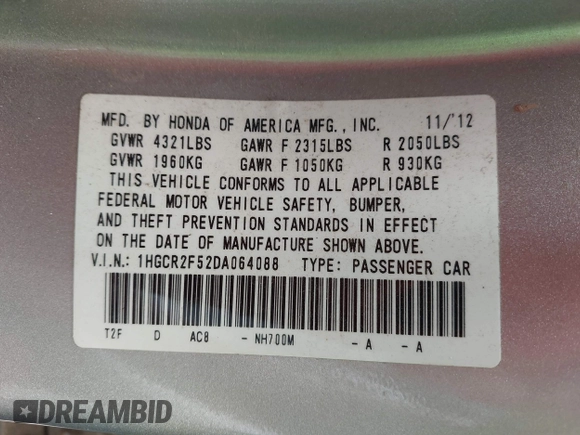 MFD. BY HONDA OF AMERICA MFG., INC. 11/'12
GVWR 4321LBS GAWR F 2315LBS R 2050LBS
GVWR 1960KG GAWR F 1050KG R 930KG
THIS VEHICLE CONFORMS TO ALL APPLICABLE
FEDERAL MOTOR VEHICLE SAFETY, BUMPER,
AND THEFT PREVENTION STANDARDS IN EFFECT
ON THE DATE OF MANUFACTURE SHOWN ABOVE.
V.I.N.: 1HGCR2F52DA064088 TYPE: PASSENGER CAR
T2F D AC8 - NH700M - A - A
DREAMBID